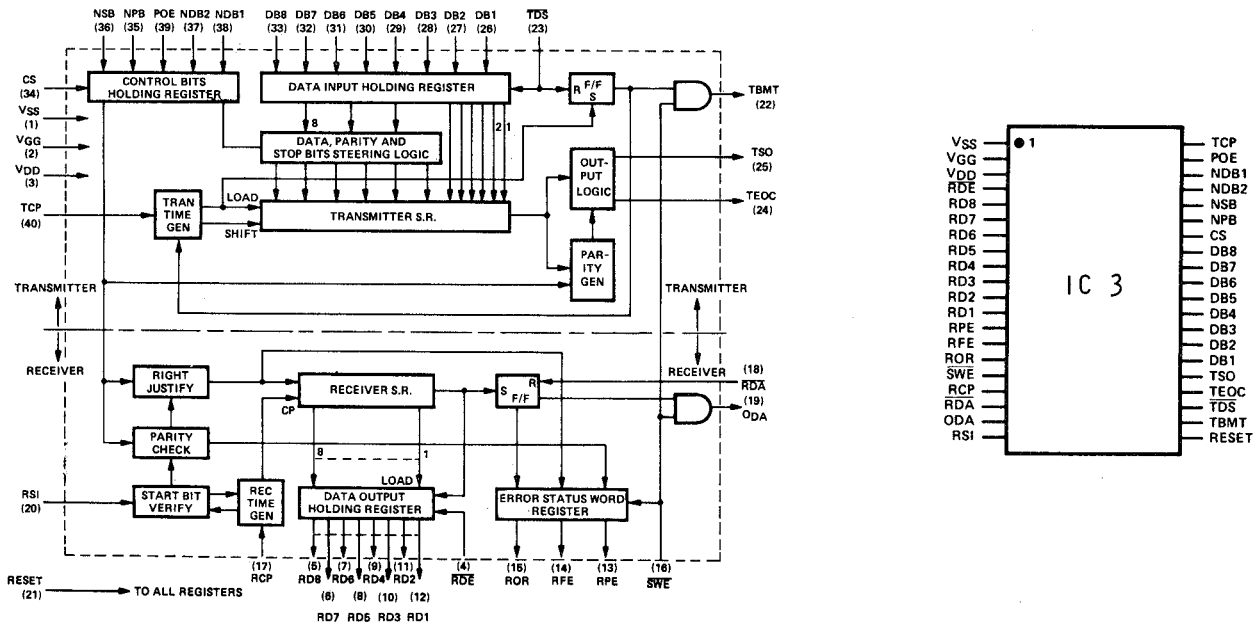 NSB (36)
NPB (35)
POE (39)
NDB2 (37)
NDB1 (38)
DB8 (33)
DB7 (32)
DB6 (31)
DB5 (30)
DB4 (29)
DB3 (28)
DB2 (27)
DB1 (26)
TDS (23)
CS (34)
VSS (1)
VGG (2)
VDD (3)
TCP (40)
CONTROL BITS
HOLDING REGISTER
DATA INPUT HOLDING REGISTER
R F/F
S
TBMT (22)
8
2 1
DATA, PARITY AND
STOP BITS STEERING LOGIC
TRAN
TIME
GEN
LOAD
SHIFT
TRANSMITTER S.R.
OUT-
PUT
LOGIC
TSO (25)
TEOC (24)
PAR-
ITY
GEN
TRANSMITTER
RECEIVER
TRANSMITTER
RECEIVER
RIGHT
JUSTIFY
RECEIVER S.R.
CP
S R
F/F
(18)
RDA
(19)
ODA
PARITY
CHECK
8
1
LOAD
RSI (20)
START BIT
VERIFY
REC
TIME
GEN
DATA OUTPUT
HOLDING REGISTER
ERROR STATUS WORD
REGISTER
(17) RCP
(5) RD8
(6) RD7
(7) RD6
(8) RD5
(9) RD4
(10) RD3
(11) RD2
(12) RD1
(4) RDE
(15) ROR
(14) RFE
(13) RPE
(16) SWE
RESET (21)
TO ALL REGISTERS
VSS
VGG
VDD
RDE
RD8
RD7
RD6
RD5
RD4
RD3
RD2
RD1
RPE
RFE
ROR
SWE
RCP
RDA
ODA
RSI
1
IC 3
TCP
POE
NDB1
NDB2
NSB
NPB
CS
DB8
DB7
DB6
DB5
DB4
DB3
DB2
DB1
TSO
TEOC
TDS
TBMT
RESET